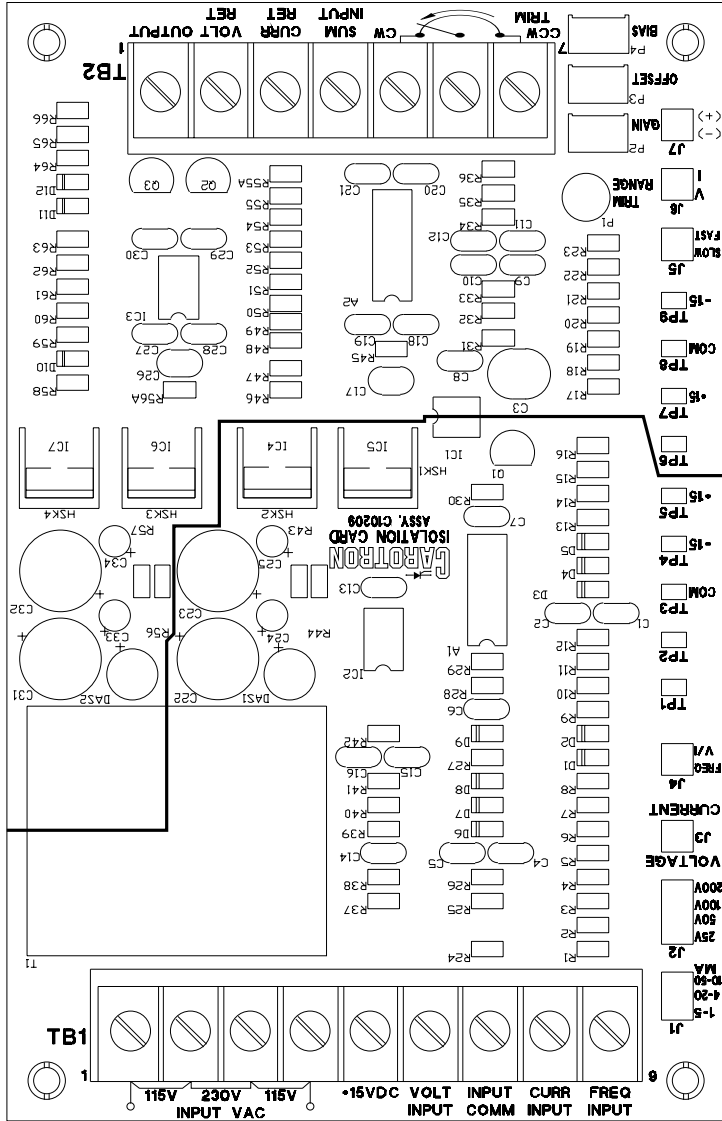 VOLT OUTPUT
VOLT RET
CURR RET
SUM INPUT
CW
CCW TRIM
1
7
TB2
BIAS
P4
OFFSET
P3
GAIN
P2
J7
(+)
(-)
TRIM RANGE
P1
J6
I
V
J5
FAST
SLOW
TP9
-15
TP8
COM
TP7
+15
TP6
TP5
+15
TP4
-15
TP3
COM
TP2
TP1
J4
V/I
FREQ
CURRENT
J3
VOLTAGE
200V
100V
50V
25V
J2
MA
10-50
4-20
1-5
J1
R66
R65
R64
D12
D11
R63
R62
R61
R60
R59
D10
R58
Q3
Q2
C30
C29
IC3
C27
C28
C26
R56A
R55A
R55
R54
R53
R52
R51
R50
R49
R48
R47
R46
C21
C20
A2
C19
C18
R45
C17
R36
R35
R34
C12
C11
C10
C9
R33
R32
R31
C8
C3
R23
R22
R21
R20
R19
R18
R17
IC7
HSK4
IC6
HSK3
IC4
HSK2
IC5
HSK1
IC1
Q1
R16
R15
R14
R13
D5
D4
D3
R30
C7
ISOLATION CARD
ASSY. C10209
CAROTRON
R57
C34
C32
C33
R56
C31
DAS2
R43
C25
C23
C24
R44
C22
DAS1
C13
IC2
A1
C2
C1
R29
R28
C6
R12
R11
R10
R9
D2
D1
R8
R7
R6
R5
R4
R3
R2
R1
R42
C16
C15
R41
R40
R39
C14
R38
R37
D9
R27
D8
D7
D6
C5
C4
R26
R25
R24
T1
TB1
1
9
115V
230V
115V
INPUT VAC
+15VDC
VOLT INPUT
INPUT COMM
CURR INPUT
FREQ INPUT